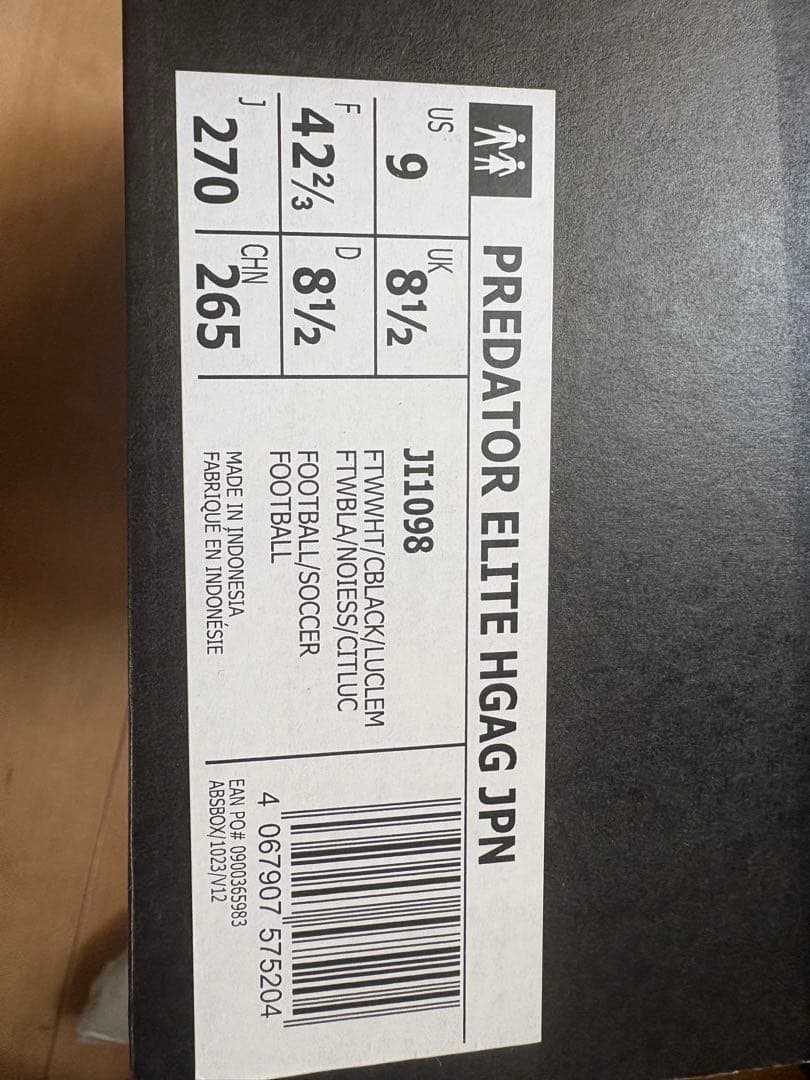 PREDATOR ELITE HGAG JPN
US 9
UK 8½
F 42⅔
D 8½
J 270
CHN 265
JI1098
FTWWHT/CBLACK/LUCLEM
FTWBLA/NOIESS/CITLUC
FOOTBALL/SOCCER
FOOTBALL
MADE IN INDONESIA
FABRIQUÉ EN INDONÉSIE
4 067907 575204
EAN PO# 0900365983
ABSBOX/1023/V12